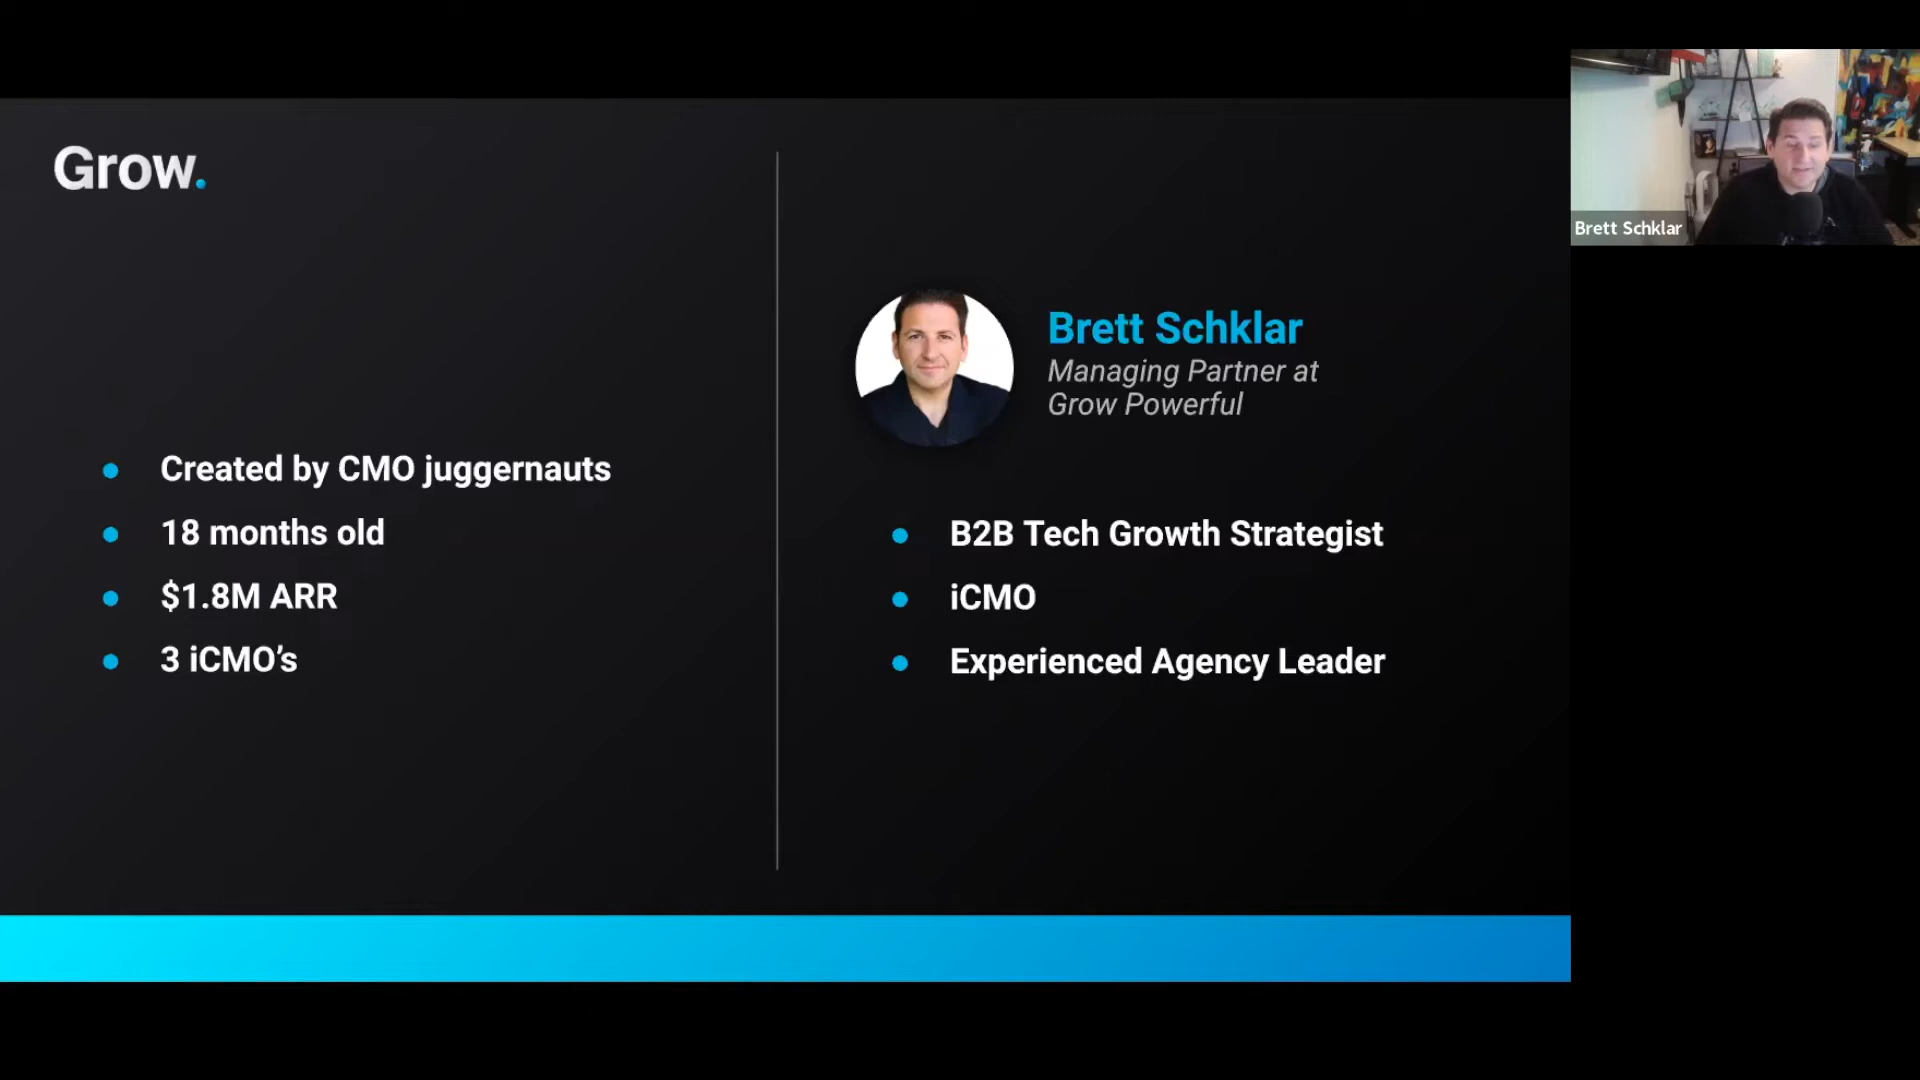 Grow.
Created by CMO juggernauts
18 months old
$1.8M ARR
3 iCMO’s
Brett Schklar
Managing Partner at
Grow Powerful
B2B Tech Growth Strategist
iCMO
Experienced Agency Leader
Brett Schklar